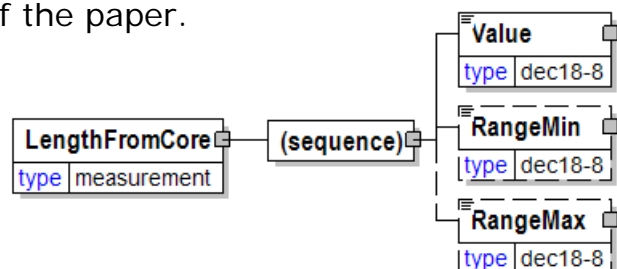 f the paper.
Value
type dec18-8
LengthFromCore
type measurement
(sequence)
RangeMin
type dec18-8
RangeMax
type dec18-8